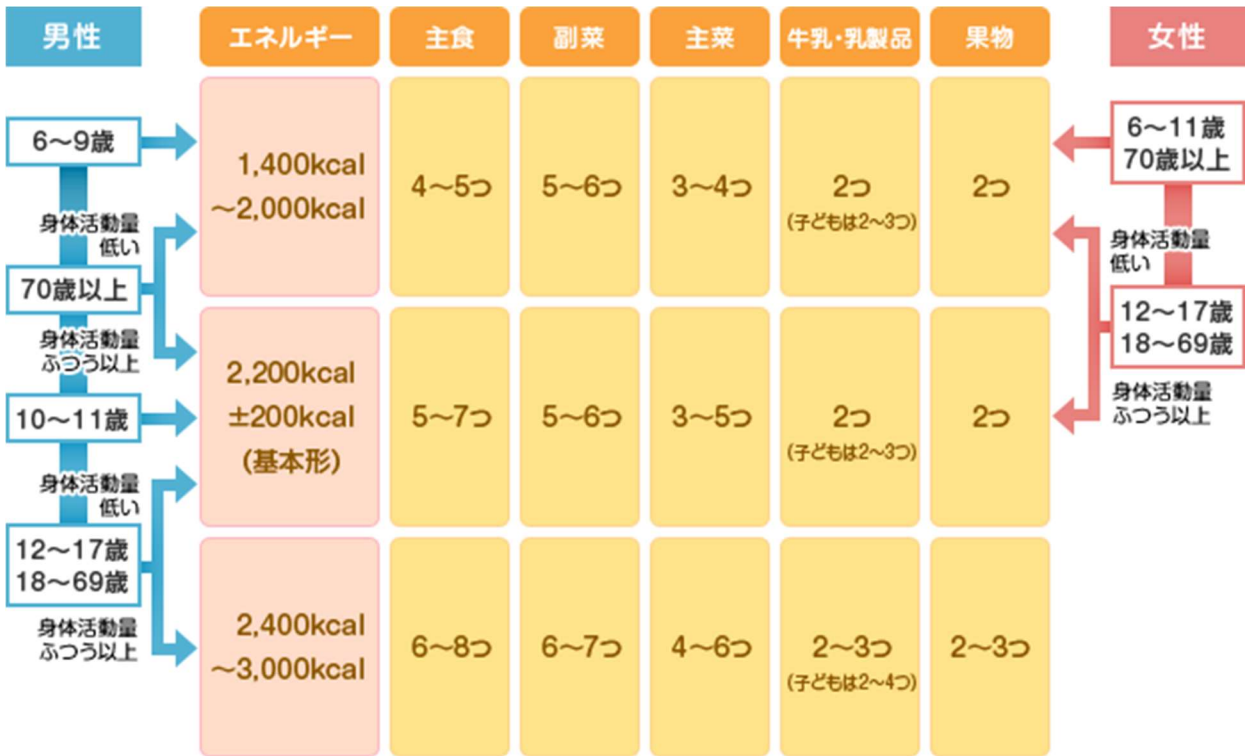 男性
エネルギー
主食
副菜
主菜
牛乳・乳製品
果物
女性
6〜9歳
身体活動量
低い
70歳以上
身体活動量
ふつう以上
10〜11歳
身体活動量
低い
12〜17歳
18〜69歳
身体活動量
ふつう以上
1,400kcal
〜2,000kcal
4〜5つ
5〜6つ
3〜4つ
2つ
(子どもは2〜3つ)
2つ
2,200kcal
±200kcal
(基本形)
5〜7つ
5〜6つ
3〜5つ
2つ
(子どもは2〜3つ)
2つ
2,400kcal
〜3,000kcal
6〜8つ
6〜7つ
4〜6つ
2〜3つ
(子どもは2〜4つ)
2〜3つ
6〜11歳
70歳以上
身体活動量
低い
12〜17歳
18〜69歳
身体活動量
ふつう以上